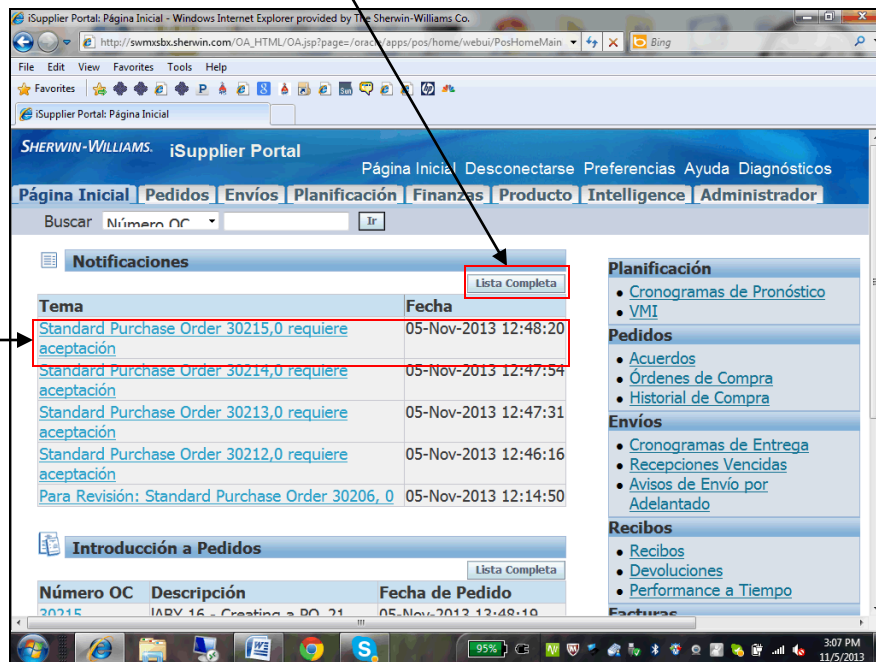 iSupplier Portal: Página Inicial - Windows Internet Explorer provided by The Sherwin-Williams Co.
http://swmxsbx.sherwin.com/OA_HTML/OA.jsp?page=/oracle/apps/pos/home/webui/PosHomeMain
Bing
File Edit View Favorites Tools Help
Favorites
iSupplier Portal: Página Inicial
SHERWIN-WILLIAMS. iSupplier Portal
Página Inicial Desconectarse Preferencias Ayuda Diagnósticos
Página Inicial Pedidos Envíos Planificación Finanzas Producto Intelligence Administrador
Buscar Número OC Ir
Notificaciones
Lista Completa
Tema Fecha
Standard Purchase Order 30215,0 requiere 05-Nov-2013 12:48:20
aceptación
Standard Purchase Order 30214,0 requiere 05-Nov-2013 12:47:54
aceptación
Standard Purchase Order 30213,0 requiere 05-Nov-2013 12:47:31
aceptación
Standard Purchase Order 30212,0 requiere 05-Nov-2013 12:46:16
aceptación
Para Revisión: Standard Purchase Order 30206, 0 05-Nov-2013 12:14:50
Introducción a Pedidos
Lista Completa
Número OC Descripción Fecha de Pedido
30215 IARY 16 - Creating a PO 21 05-Nov-2013 13:48:19
Planificación
Cronogramas de Pronóstico
VMI
Pedidos
Acuerdos
Órdenes de Compra
Historial de Compra
Envíos
Cronogramas de Entrega
Recepciones Vencidas
Avisos de Envío por
Adelantado
Recibos
Recibos
Devoluciones
Performance a Tiempo
Facturas
95%
3:07 PM
11/5/2013